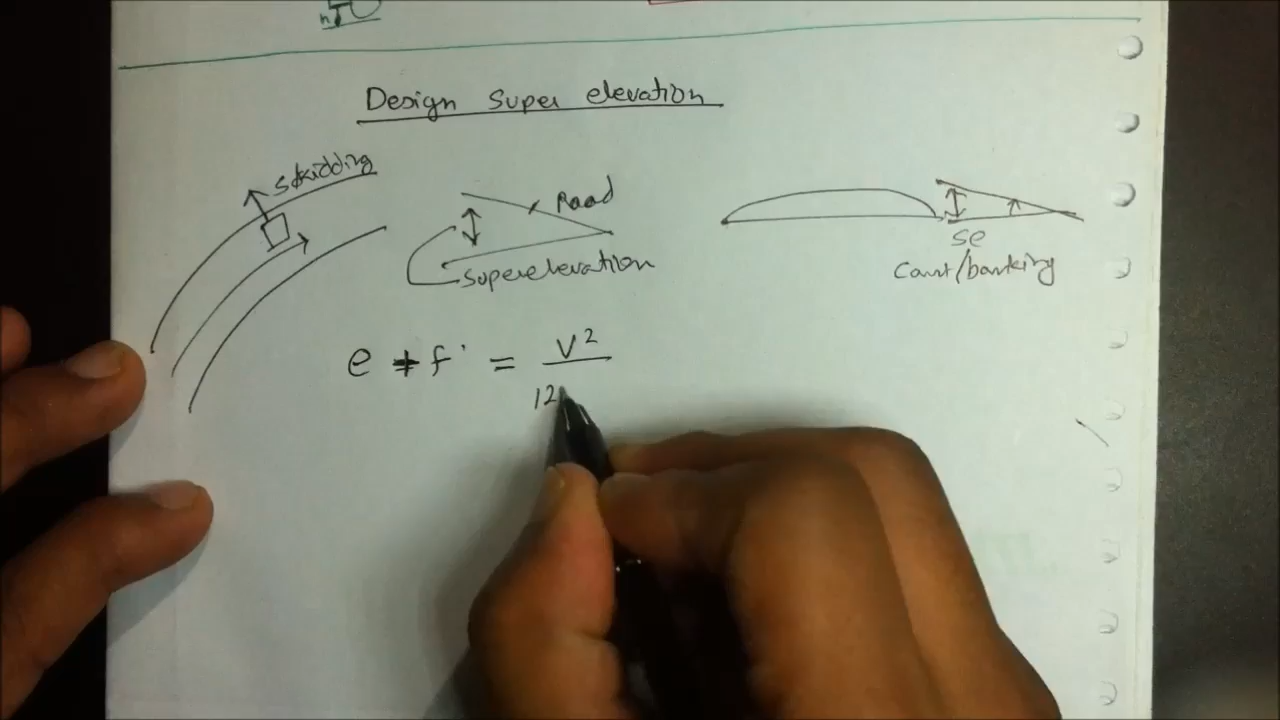 Design Super elevation
skidding
Road
superelevation
se
Cant/banking
e + f = V²
12